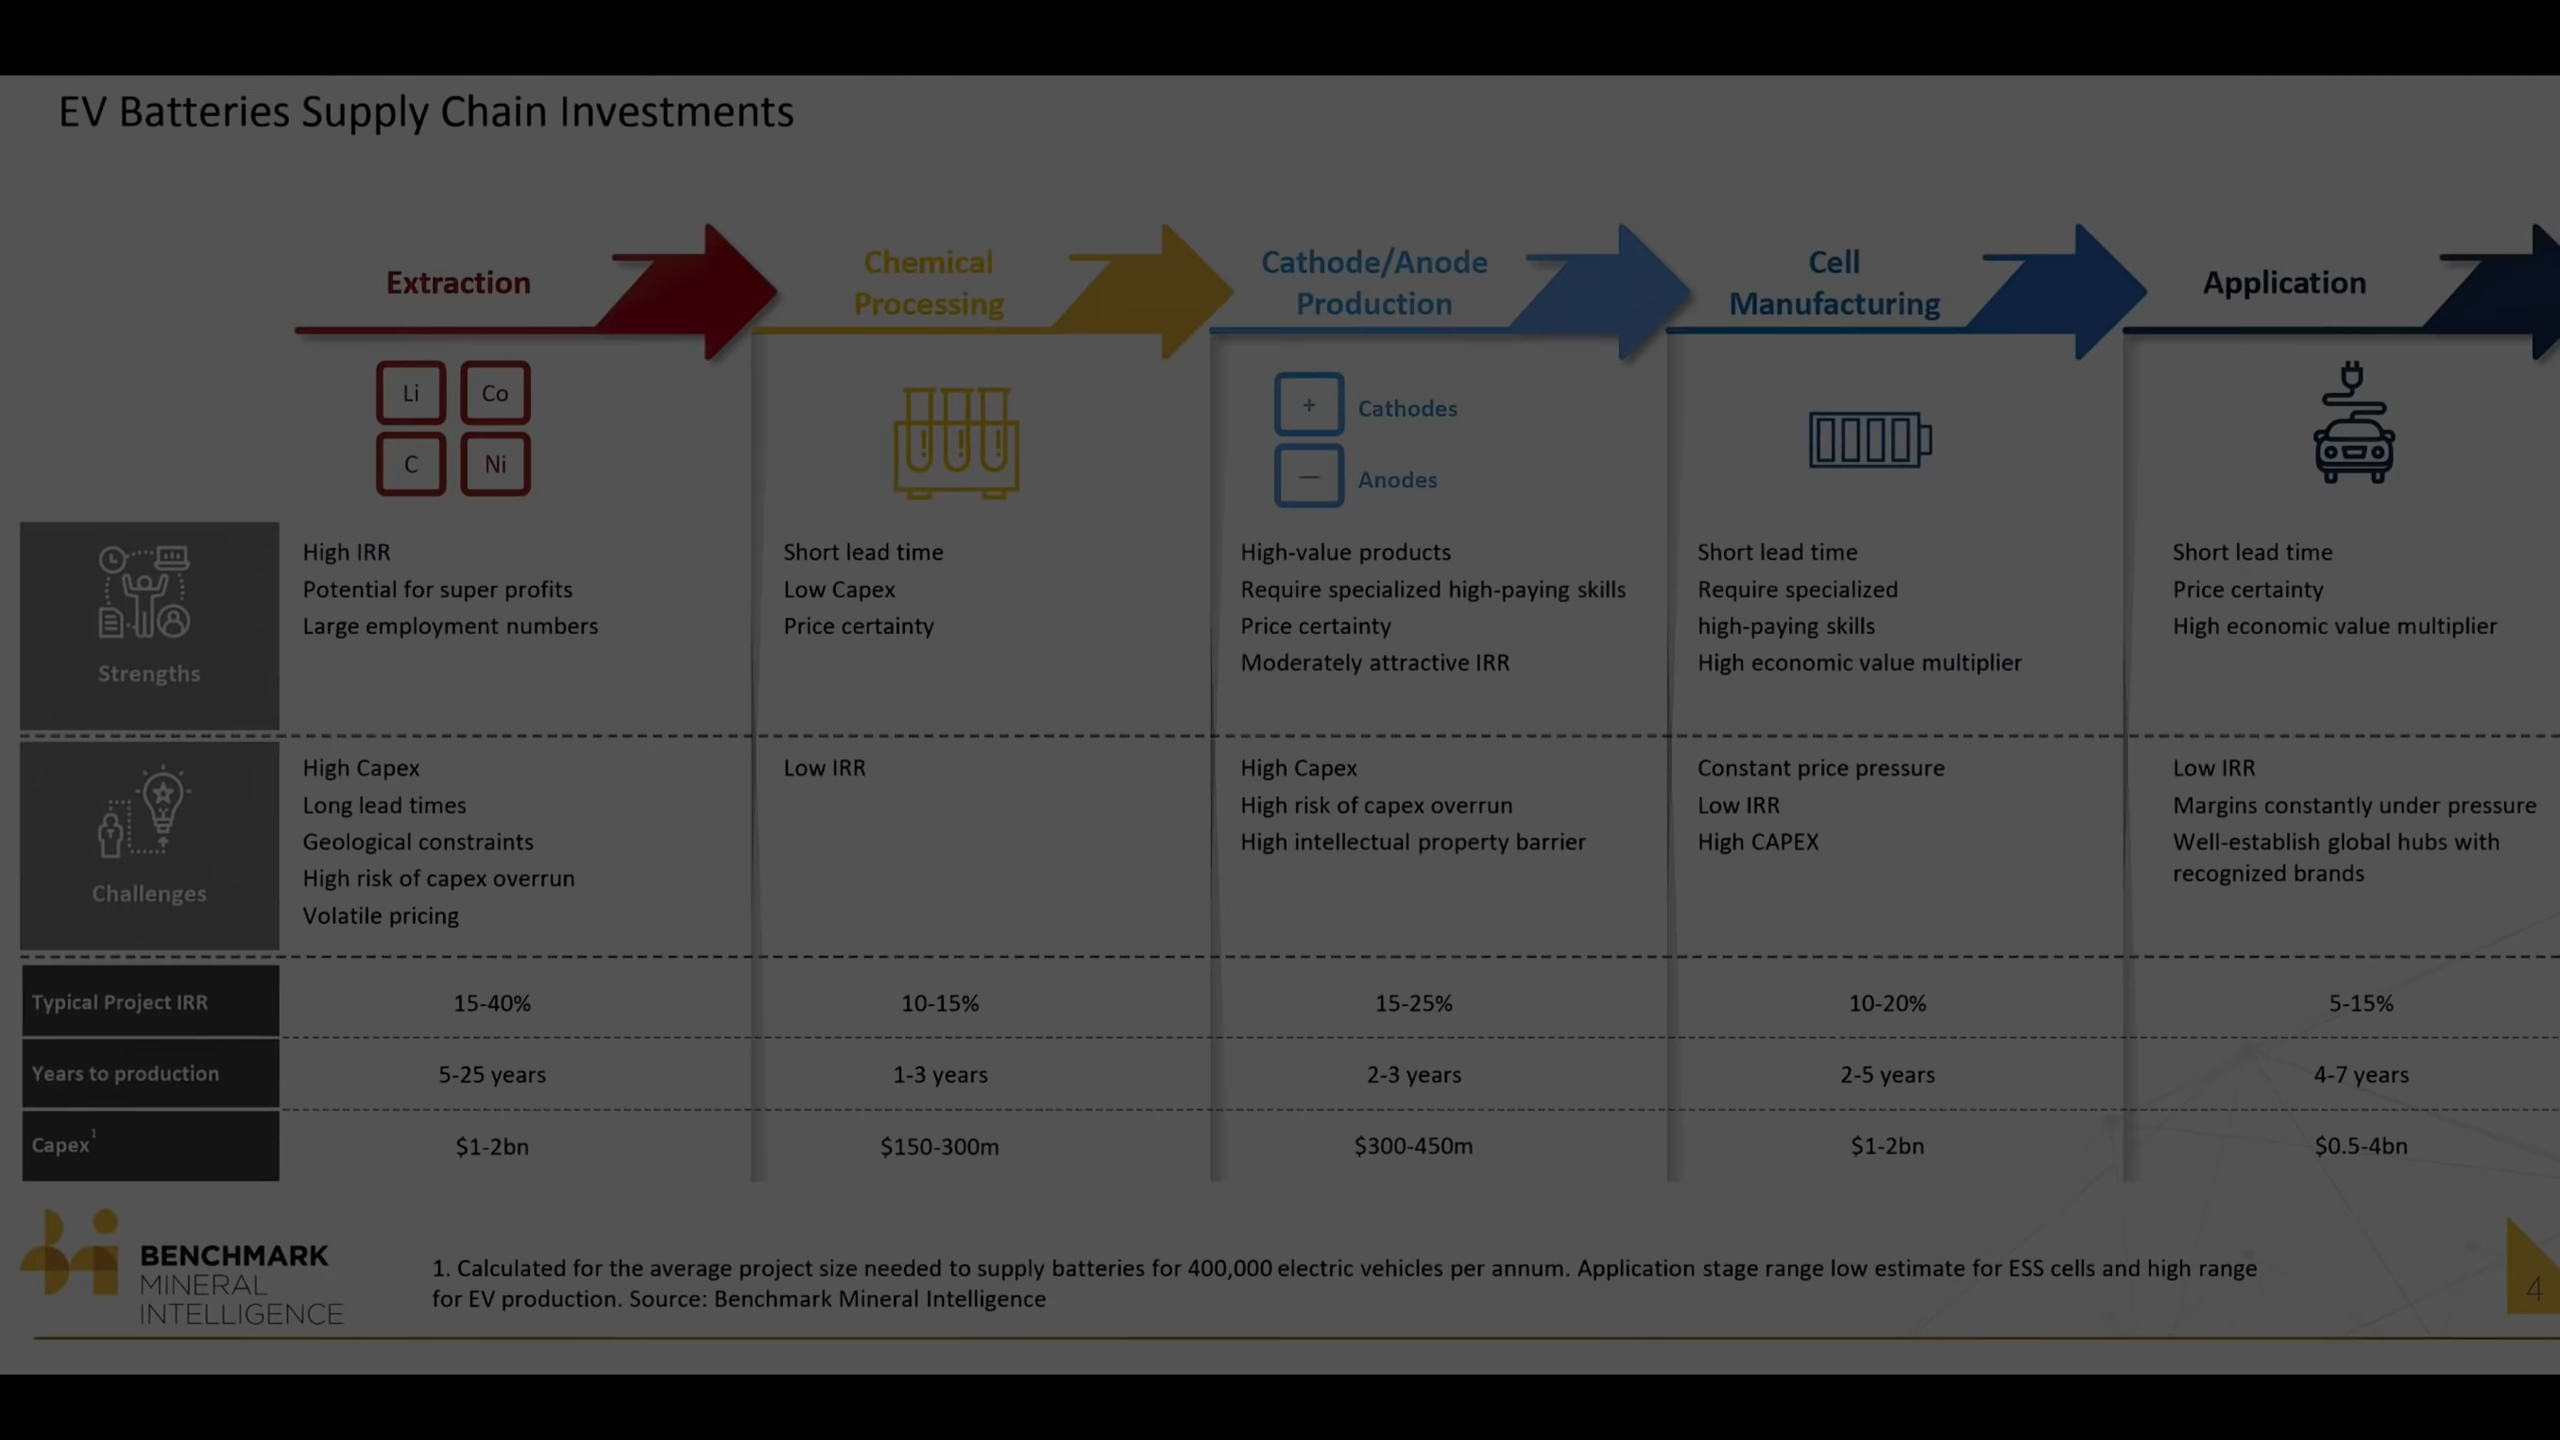 EV Batteries Supply Chain Investments
Extraction
Chemical
Processing
Cathode/Anode
Production
Cell
Manufacturing
Application
Li
Co
C
Ni
+
Cathodes
—
Anodes
Strengths
High IRR
Potential for super profits
Large employment numbers
Short lead time
Low Capex
Price certainty
High-value products
Require specialized high-paying skills
Price certainty
Moderately attractive IRR
Short lead time
Require specialized
high-paying skills
High economic value multiplier
Short lead time
Price certainty
High economic value multiplier
Challenges
High Capex
Long lead times
Geological constraints
High risk of capex overrun
Volatile pricing
Low IRR
High Capex
High risk of capex overrun
High intellectual property barrier
Constant price pressure
Low IRR
High CAPEX
Low IRR
Margins constantly under pressure
Well-establish global hubs with
recognized brands
Typical Project IRR 15-40% 10-15% 15-25% 10-20% 5-15%
Years to production 5-25 years 1-3 years 2-3 years 2-5 years 4-7 years
Capex¹ $1-2bn $150-300m $300-450m $1-2bn $0.5-4bn
BENCHMARK
MINERAL
INTELLIGENCE
1. Calculated for the average project size needed to supply batteries for 400,000 electric vehicles per annum. Application stage range low estimate for ESS cells and high range
for EV production. Source: Benchmark Mineral Intelligence
4